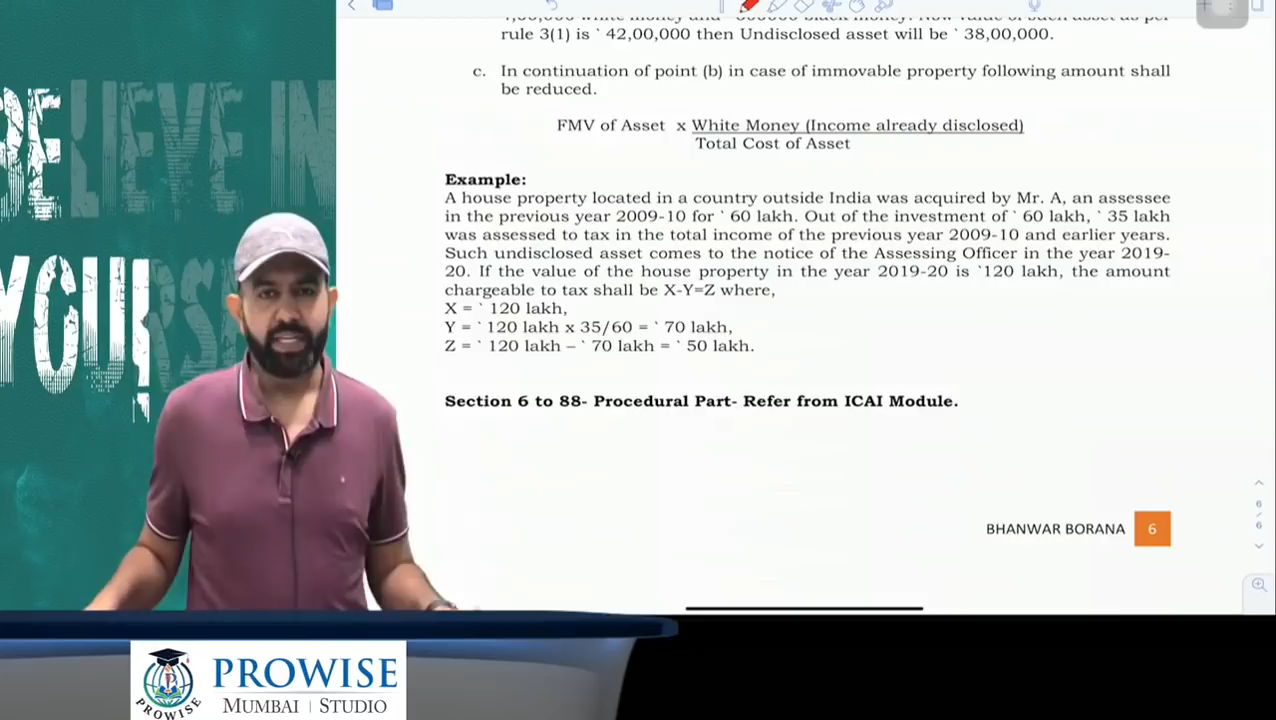 rule 3(1) is ` 42,00,000 then Undisclosed asset will be ` 38,00,000.
c. In continuation of point (b) in case of immovable property following amount shall
be reduced.
FMV of Asset x White Money (Income already disclosed)
Total Cost of Asset
Example:
A house property located in a country outside India was acquired by Mr. A, an assessee
in the previous year 2009-10 for ` 60 lakh. Out of the investment of ` 60 lakh, ` 35 lakh
was assessed to tax in the total income of the previous year 2009-10 and earlier years.
Such undisclosed asset comes to the notice of the Assessing Officer in the year 2019-
20. If the value of the house property in the year 2019-20 is `120 lakh, the amount
chargeable to tax shall be X-Y=Z where,
X = ` 120 lakh,
Y = ` 120 lakh x 35/60 = ` 70 lakh,
Z = ` 120 lakh – ` 70 lakh = ` 50 lakh.
Section 6 to 88- Procedural Part- Refer from ICAI Module.
BHANWAR BORANA 6
6
/
6
BELIEVE IN
YOURSE
!
PROWISE
MUMBAI | STUDIO
PROWISE